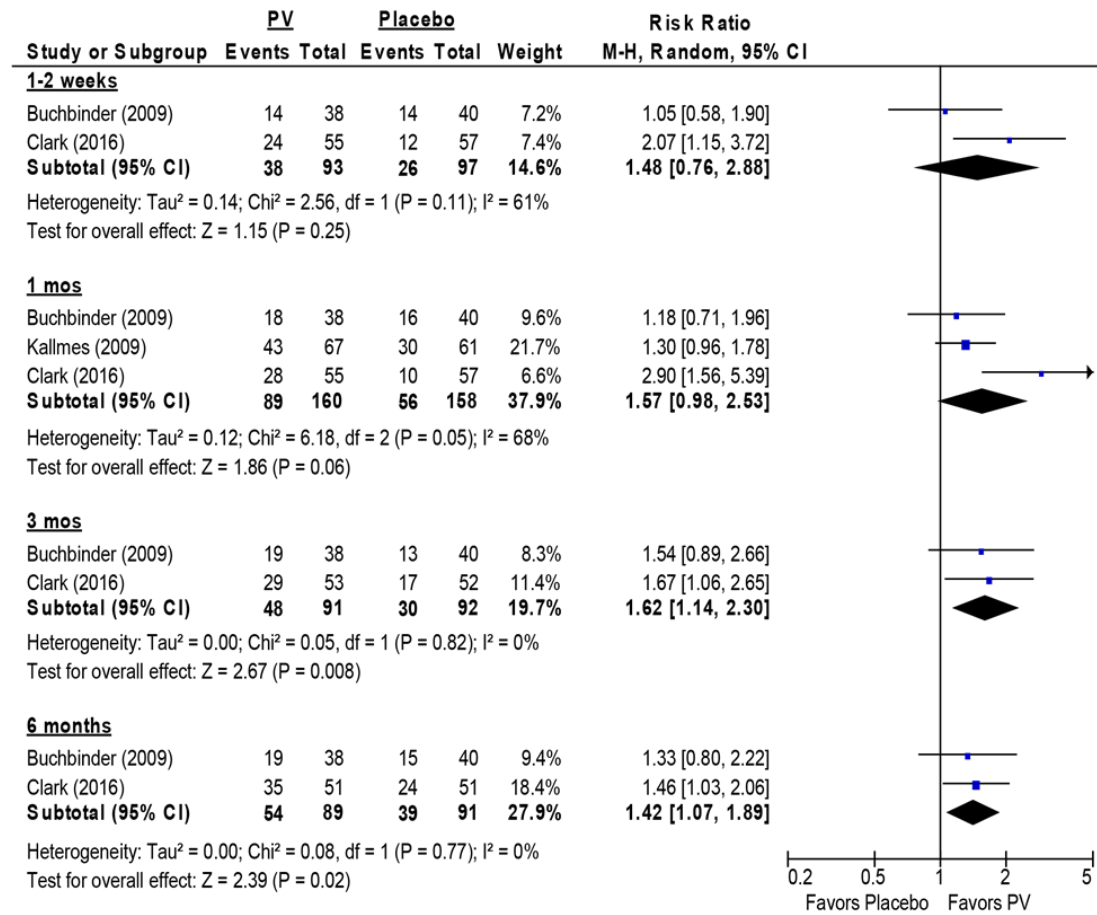 PV Placebo Risk Ratio
Study or Subgroup Events Total Events Total Weight M-H, Random, 95% CI
1-2 weeks
Buchbinder (2009) 14 38 14 40 7.2% 1.05 [0.58, 1.90]
Clark (2016) 24 55 12 57 7.4% 2.07 [1.15, 3.72]
Subtotal (95% CI) 38 93 26 97 14.6% 1.48 [0.76, 2.88]
Heterogeneity: Tau² = 0.14; Chi² = 2.56, df = 1 (P = 0.11); I² = 61%
Test for overall effect: Z = 1.15 (P = 0.25)
1 mos
Buchbinder (2009) 18 38 16 40 9.6% 1.18 [0.71, 1.96]
Kallmes (2009) 43 67 30 61 21.7% 1.30 [0.96, 1.78]
Clark (2016) 28 55 10 57 6.6% 2.90 [1.56, 5.39]
Subtotal (95% CI) 89 160 56 158 37.9% 1.57 [0.98, 2.53]
Heterogeneity: Tau² = 0.12; Chi² = 6.18, df = 2 (P = 0.05); I² = 68%
Test for overall effect: Z = 1.86 (P = 0.06)
3 mos
Buchbinder (2009) 19 38 13 40 8.3% 1.54 [0.89, 2.66]
Clark (2016) 29 53 17 52 11.4% 1.67 [1.06, 2.65]
Subtotal (95% CI) 48 91 30 92 19.7% 1.62 [1.14, 2.30]
Heterogeneity: Tau² = 0.00; Chi² = 0.05, df = 1 (P = 0.82); I² = 0%
Test for overall effect: Z = 2.67 (P = 0.008)
6 months
Buchbinder (2009) 19 38 15 40 9.4% 1.33 [0.80, 2.22]
Clark (2016) 35 51 24 51 18.4% 1.46 [1.03, 2.06]
Subtotal (95% CI) 54 89 39 91 27.9% 1.42 [1.07, 1.89]
Heterogeneity: Tau² = 0.00; Chi² = 0.08, df = 1 (P = 0.77); I² = 0%
Test for overall effect: Z = 2.39 (P = 0.02)
0.2 0.5 1 2 5
Favors Placebo Favors PV